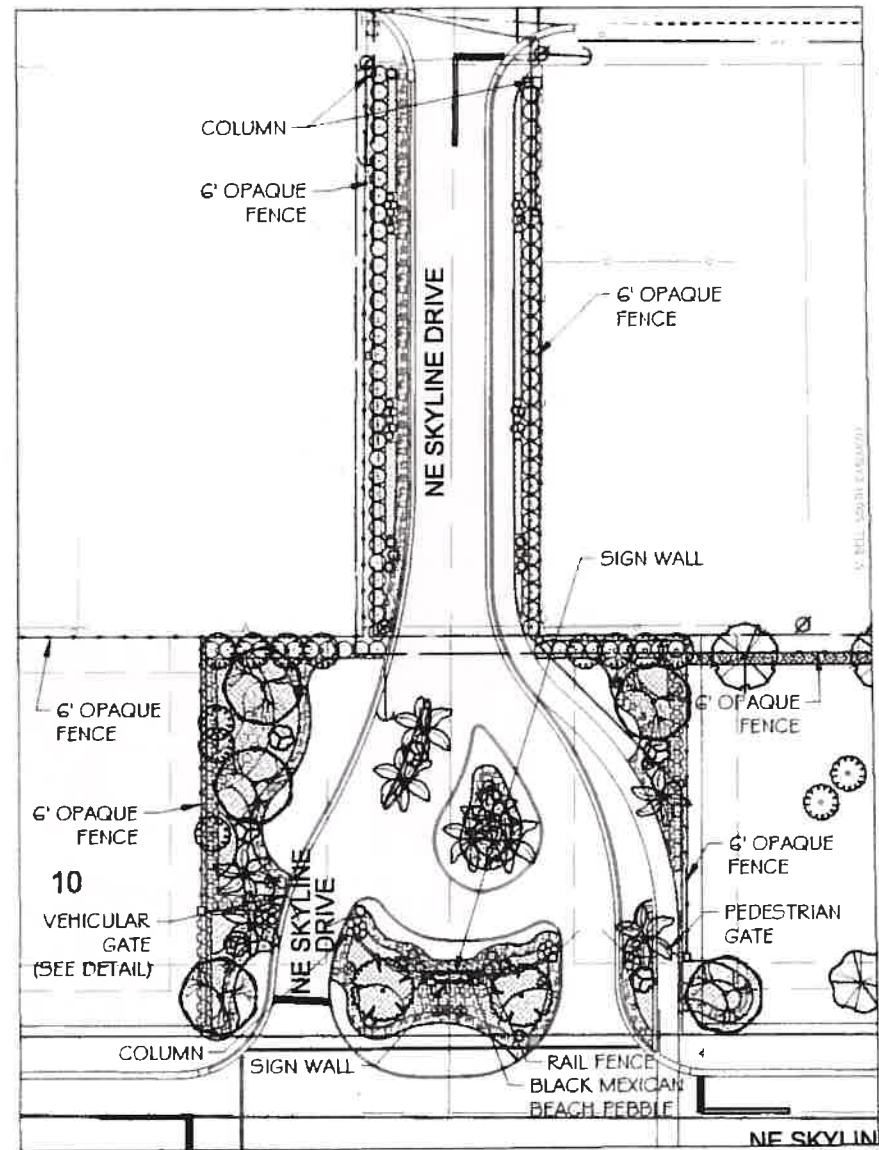 COLUMN
6' OPAQUE
FENCE
NE SKYLINE DRIVE
6' OPAQUE
FENCE
SIGN WALL
6' OPAQUE
FENCE
6' OPAQUE
FENCE
6' OPAQUE
FENCE
6' OPAQUE
FENCE
10
VEHICULAR
GATE
(SEE DETAIL)
NE SKYLINE
DRIVE
PEDESTRIAN
GATE
COLUMN
SIGN WALL
RAIL FENCE
BLACK MEXICAN
BEACH PEBBLE
NE SKYLIN